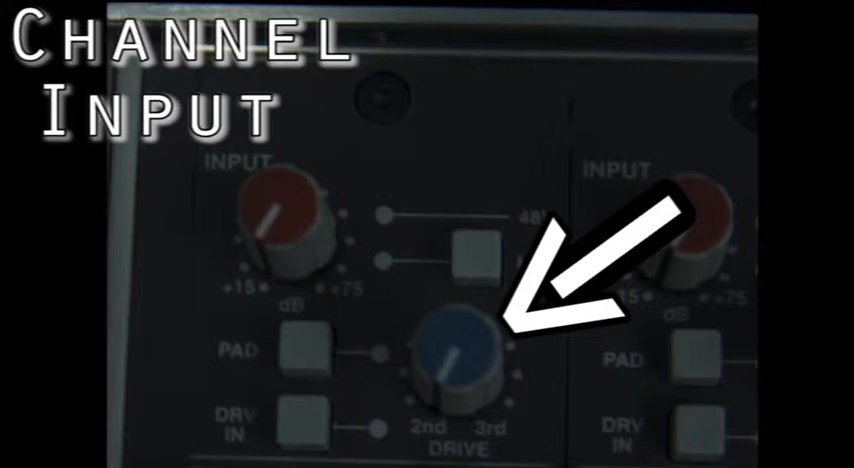 CHANNEL
INPUT
INPUT
INPUT
48
+15 +75
dB
15 +75
dB
PAD
PAD
DRV
IN
2nd 3rd
DRIVE
DRV
IN